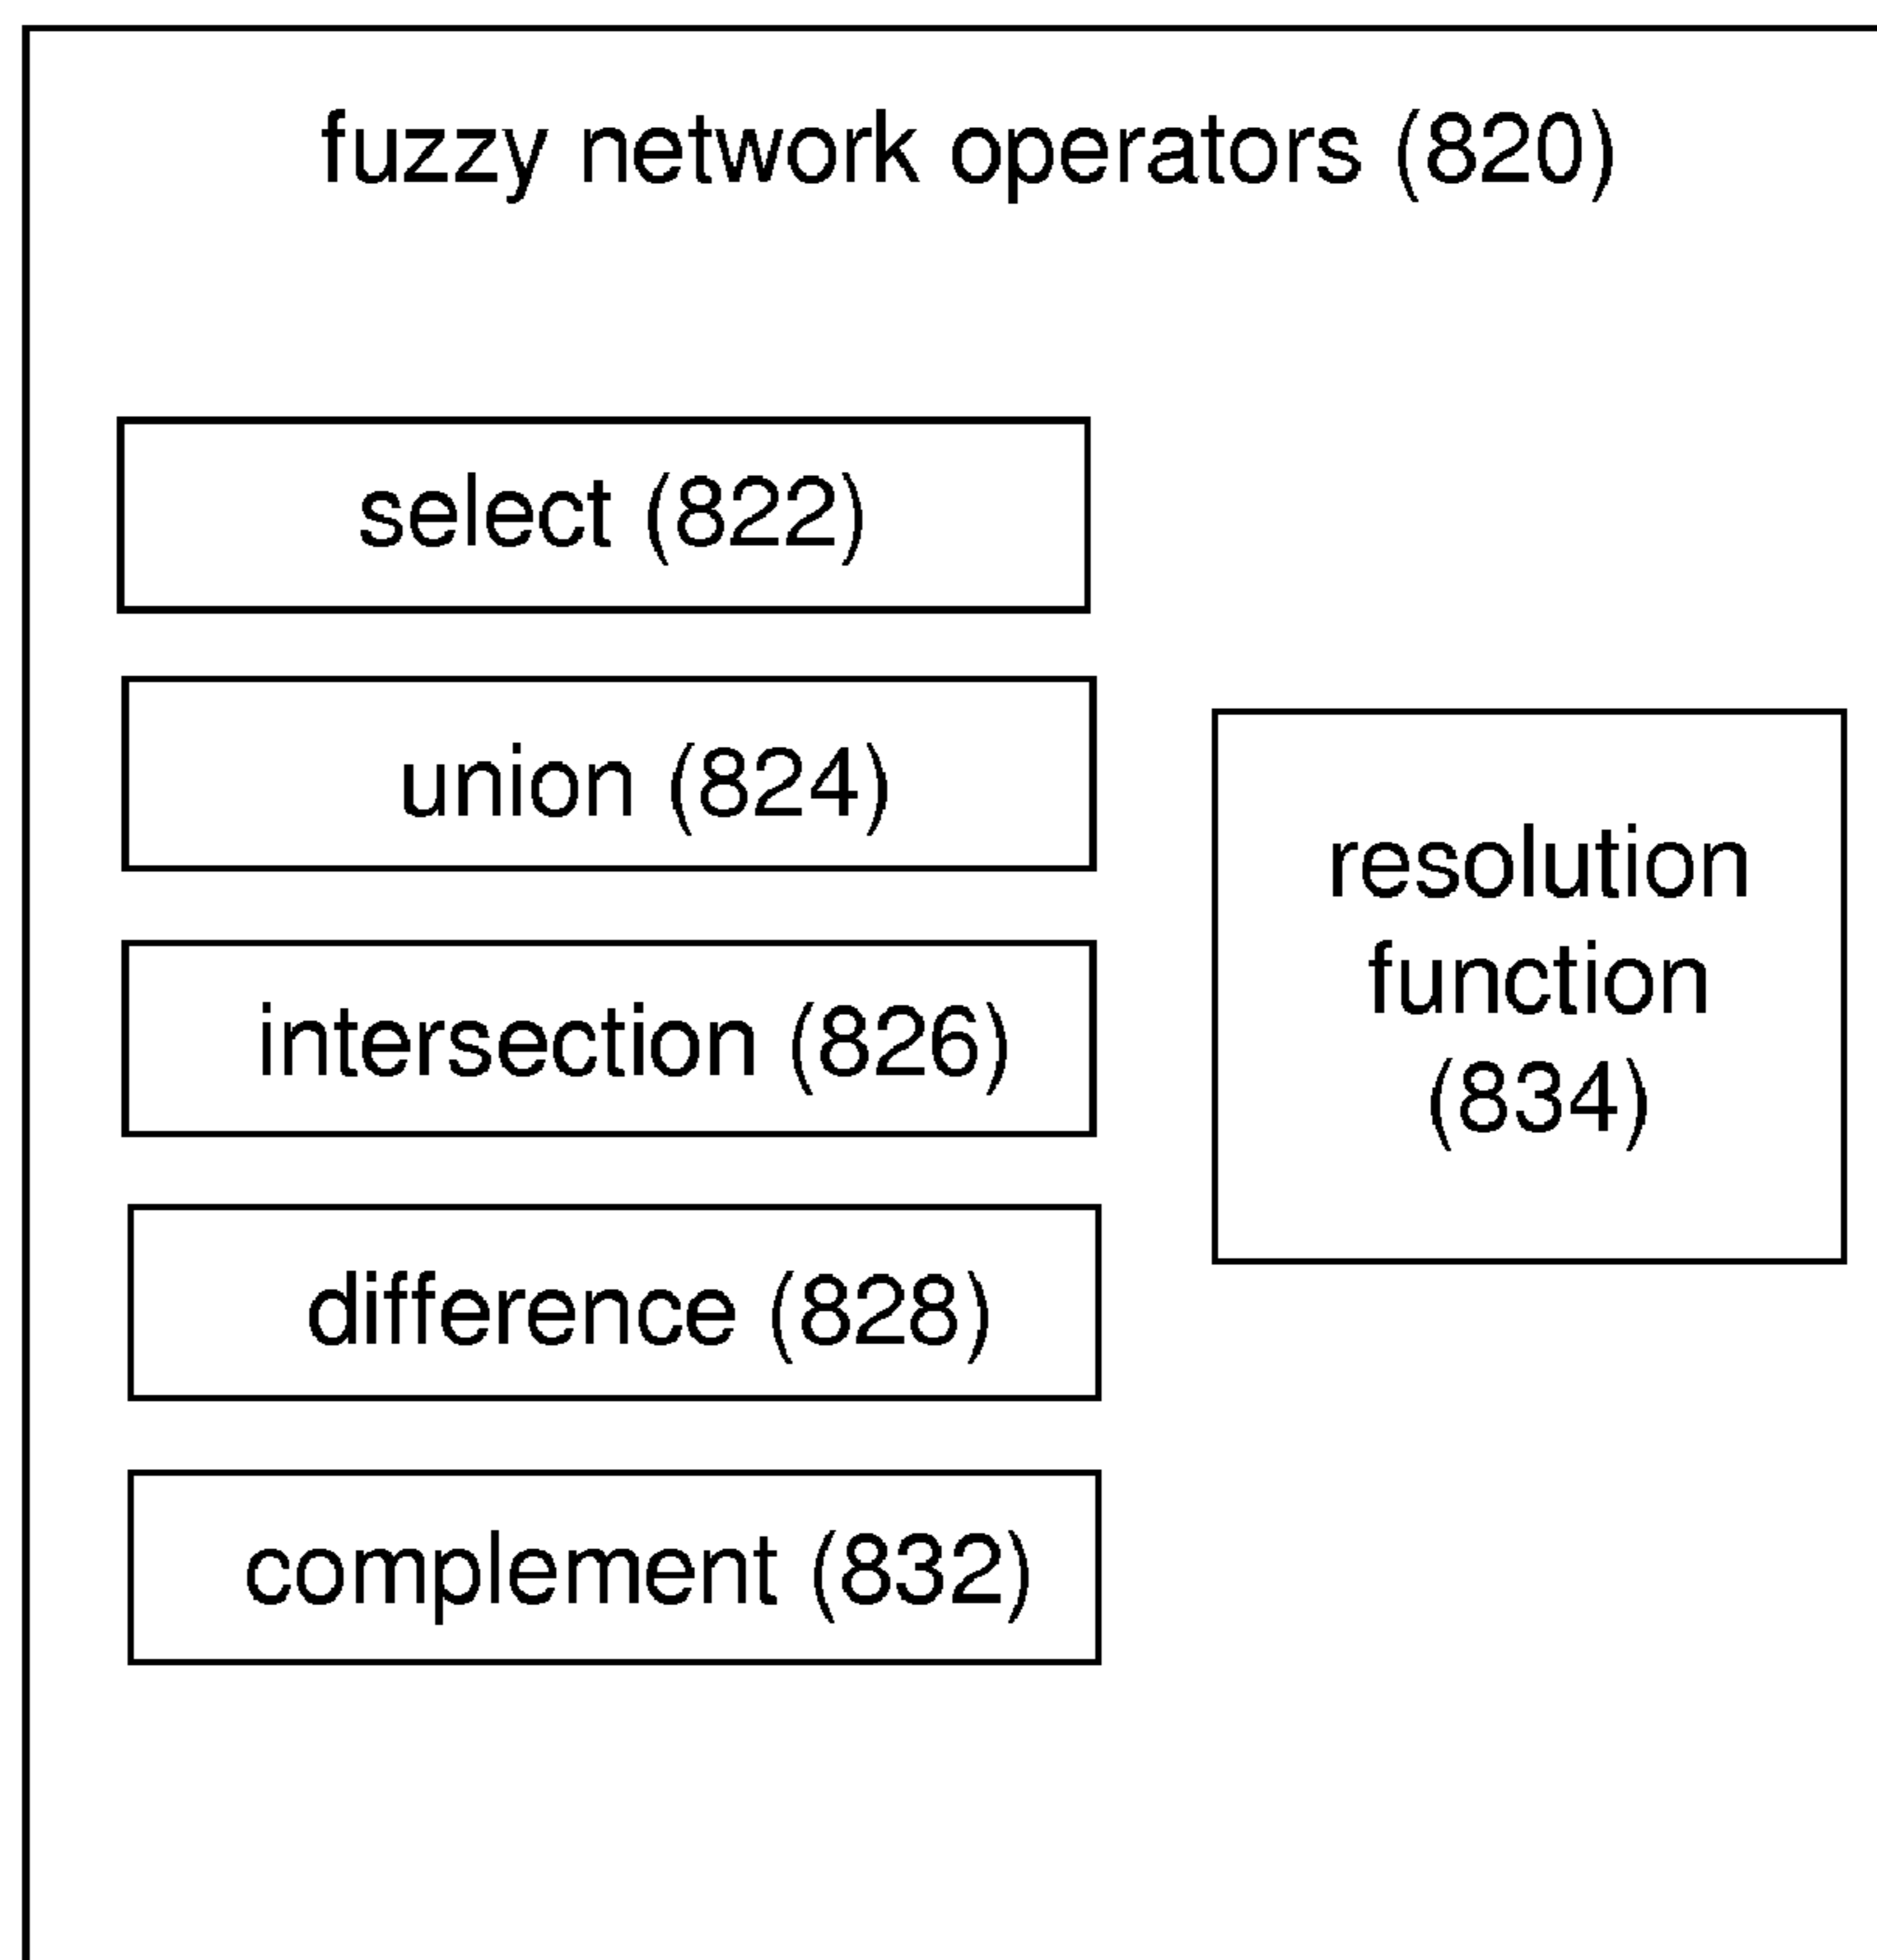 fuzzy network operators (820)
select (822)
union (824)
intersection (826)
difference (828)
complement (832)
resolution
function
(834)